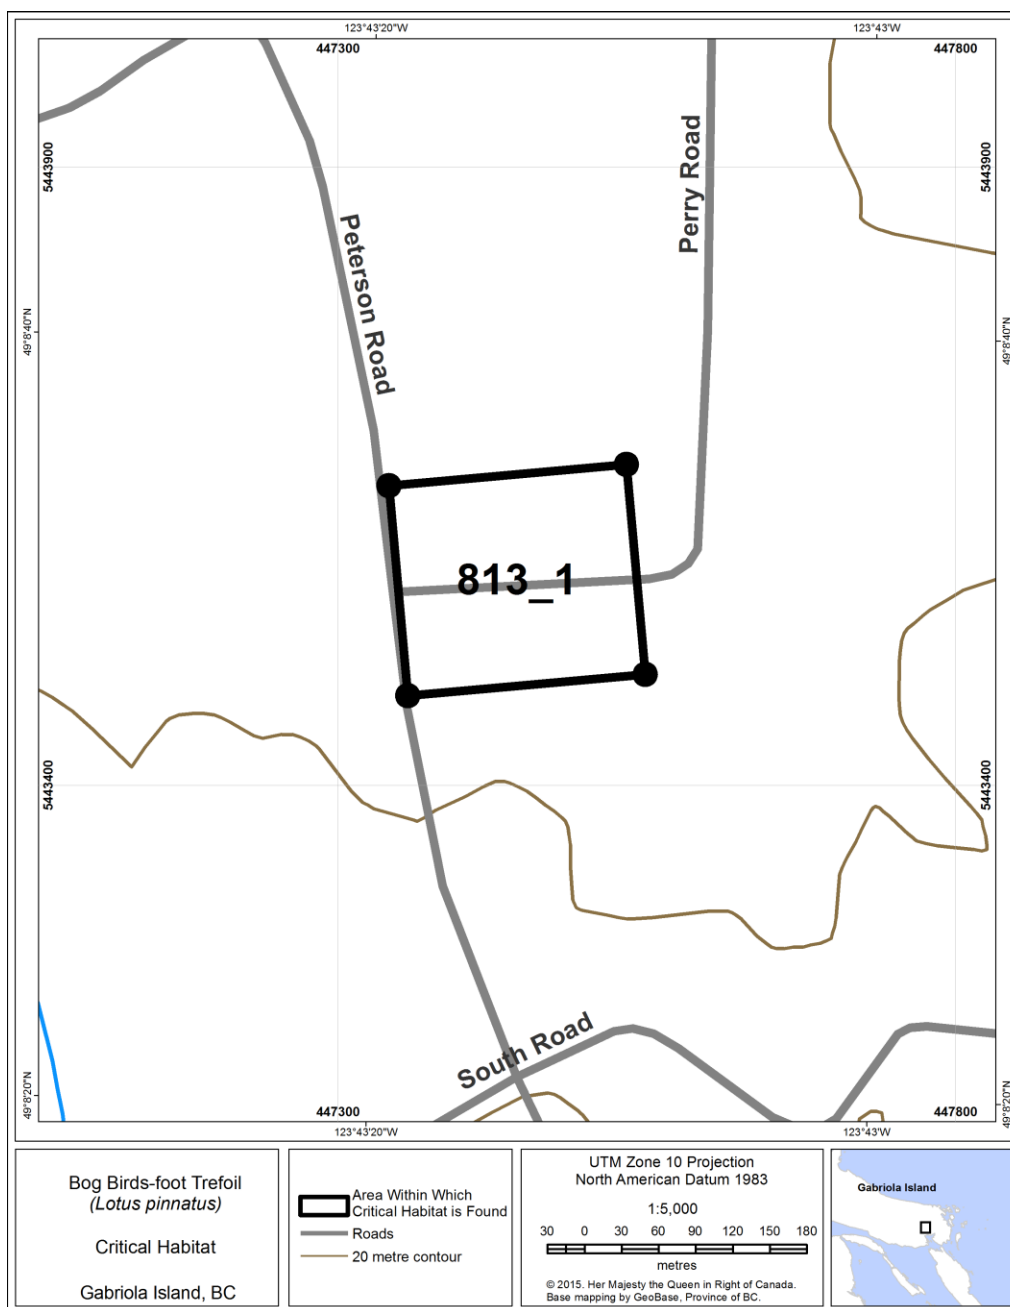 123°43'20"W
123°43'W
447300
447800
5443900
5443900
Perry Road
Peterson Road
49°8'40"N
49°8'40"N
813_1
5443400
5443400
South Road
49°8'20"N
49°8'20"N
447300
447800
123°43'20"W
123°43'W
Bog Birds-foot Trefoil
(Lotus pinnatus)
Critical Habitat
Gabriola Island, BC
Area Within Which
Critical Habitat is Found
Roads
20 metre contour
UTM Zone 10 Projection
North American Datum 1983
1:5,000
30 0 30 60 90 120 150 180
metres
© 2015. Her Majesty the Queen in Right of Canada.
Base mapping by GeoBase, Province of BC.
Gabriola Island